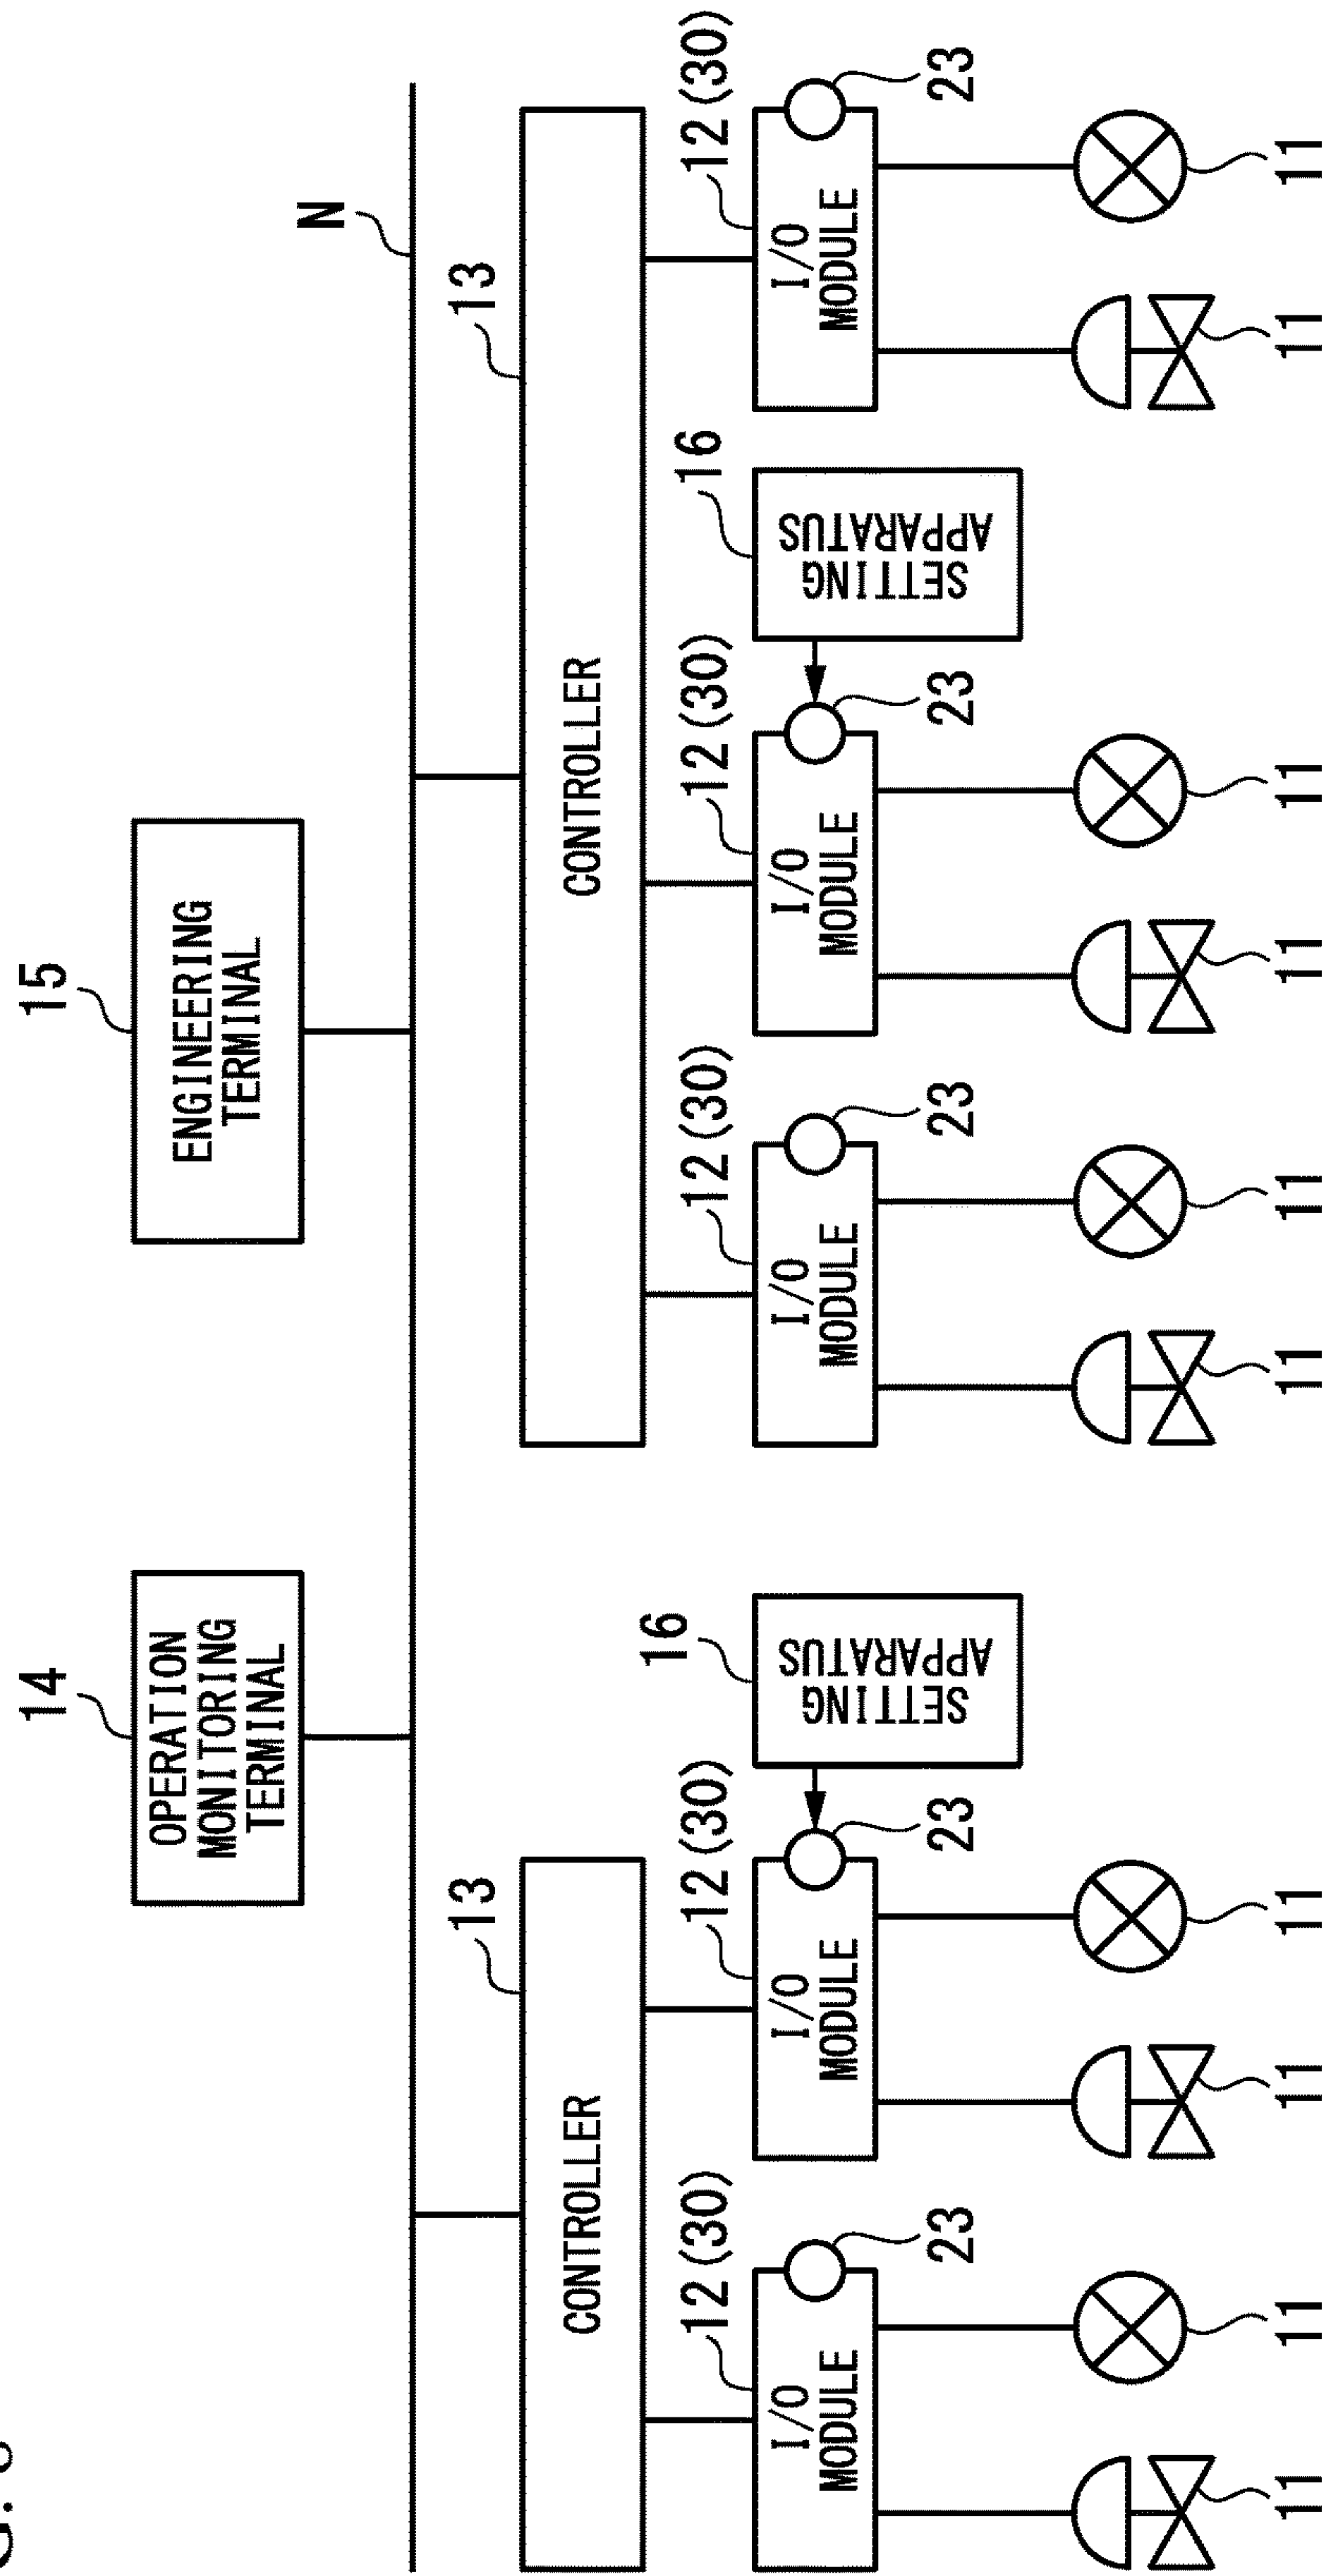 G.
14
15
OPERATION
MONITORING
TERMINAL
ENGINEERING
TERMINAL
N
13
13
CONTROLLER
CONTROLLER
12 (30)
12 (30)
16
12 (30)
12 (30)
16
12 (30)
I/O
MODULE
I/O
MODULE
SETTING
APPARATUS
I/O
MODULE
I/O
MODULE
SETTING
APPARATUS
I/O
MODULE
23
23
23
23
23
11
11
11
11
11
11
11
11
11
11